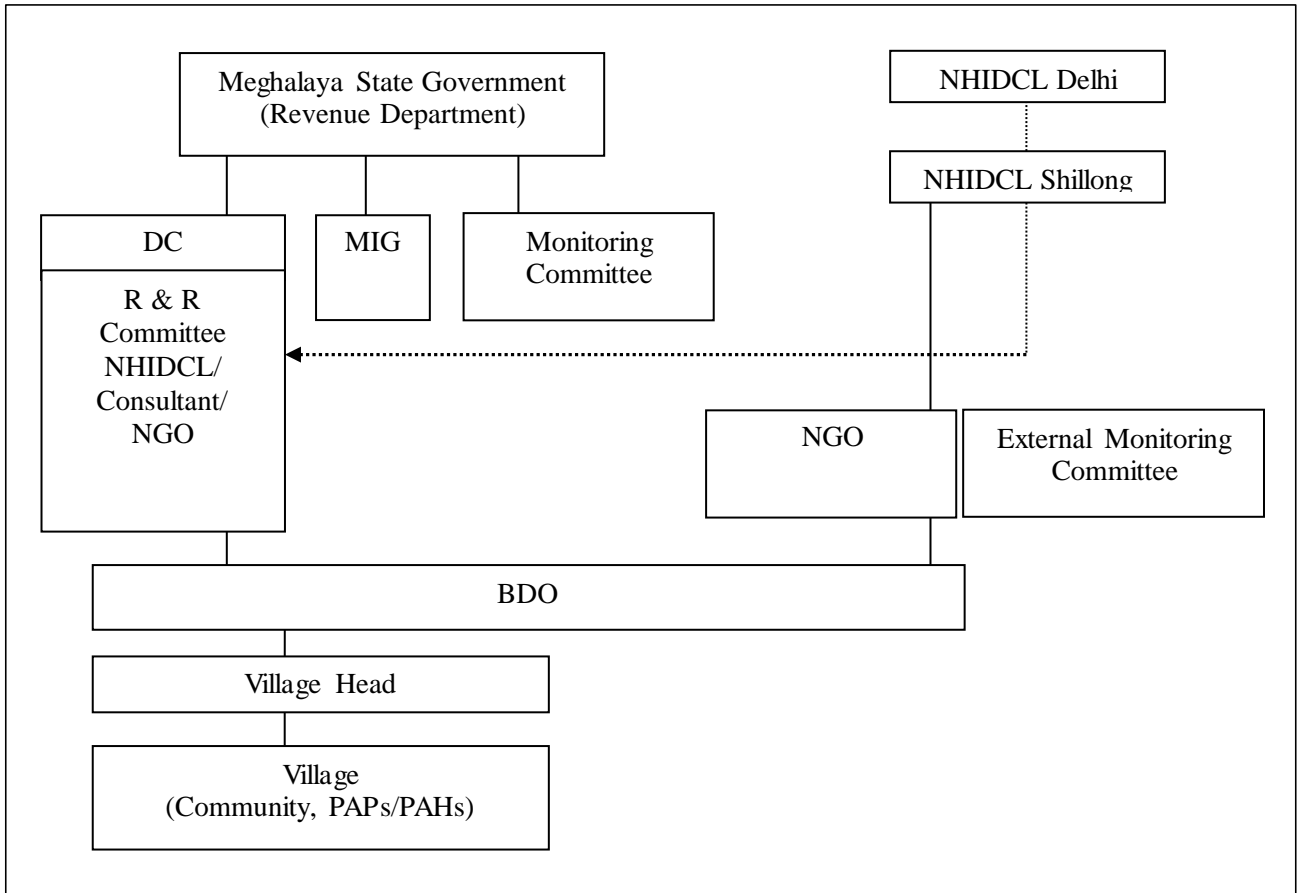 Meghalaya State Government
(Revenue Department)
NHIDCL Delhi
NHIDCL Shillong
DC
MIG
Monitoring
Committee
R & R
Committee
NHIDCL/
Consultant/
NGO
NGO
External Monitoring
Committee
BDO
Village Head
Village
(Community, PAPs/PAHs)